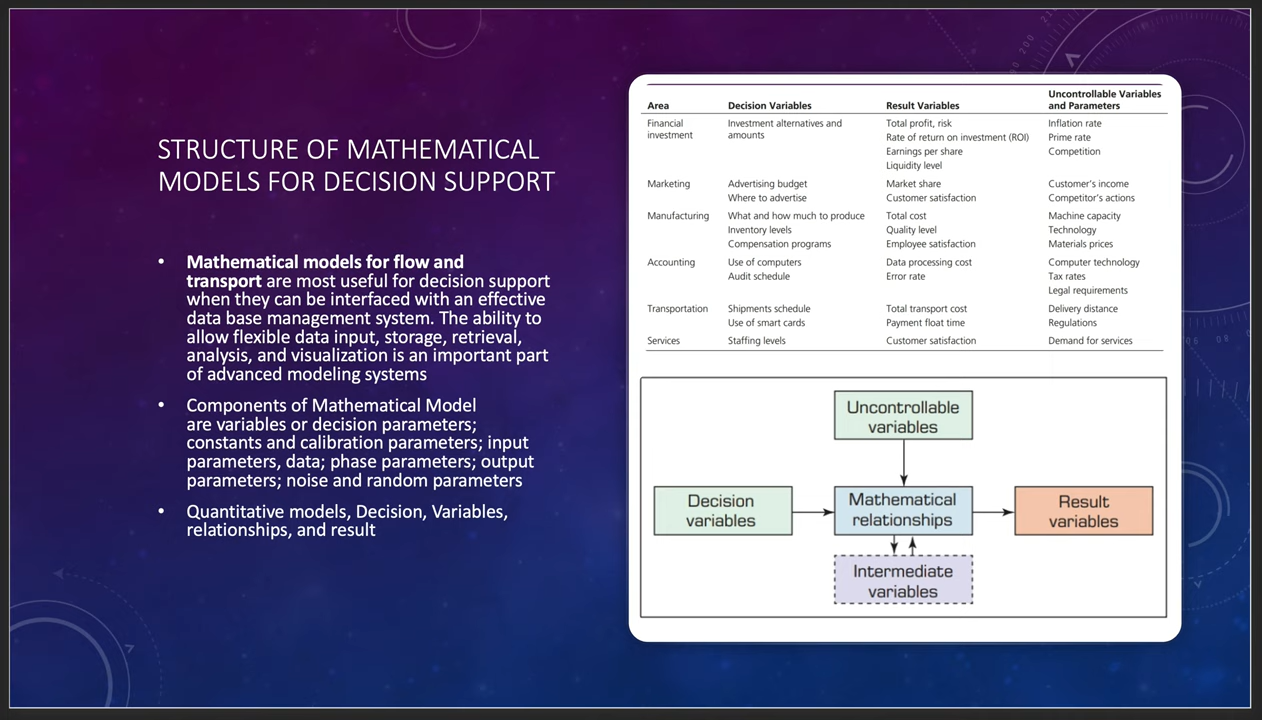 STRUCTURE OF MATHEMATICAL
MODELS FOR DECISION SUPPORT
• Mathematical models for flow and
transport are most useful for decision support
when they can be interfaced with an effective
data base management system. The ability to
allow flexible data input, storage, retrieval,
analysis, and visualization is an important part
of advanced modeling systems
• Components of Mathematical Model
are variables or decision parameters;
constants and calibration parameters; input
parameters, data; phase parameters; output
parameters; noise and random parameters
• Quantitative models, Decision, Variables,
relationships, and result
Area Decision Variables Result Variables Uncontrollable Variables
and Parameters
Financial Investment alternatives and Total profit, risk Inflation rate
investment amounts Rate of return on investment (ROI) Prime rate
Earnings per share Competition
Liquidity level
Marketing Advertising budget Market share Customer's income
Where to advertise Customer satisfaction Competitor's actions
Manufacturing What and how much to produce Total cost Machine capacity
Inventory levels Quality level Technology
Compensation programs Employee satisfaction Materials prices
Accounting Use of computers Data processing cost Computer technology
Audit schedule Error rate Tax rates
Legal requirements
Transportation Shipments schedule Total transport cost Delivery distance
Use of smart cards Payment float time Regulations
Services Staffing levels Customer satisfaction Demand for services
Uncontrollable
variables
Decision
variables
Mathematical
relationships
Result
variables
Intermediate
variables